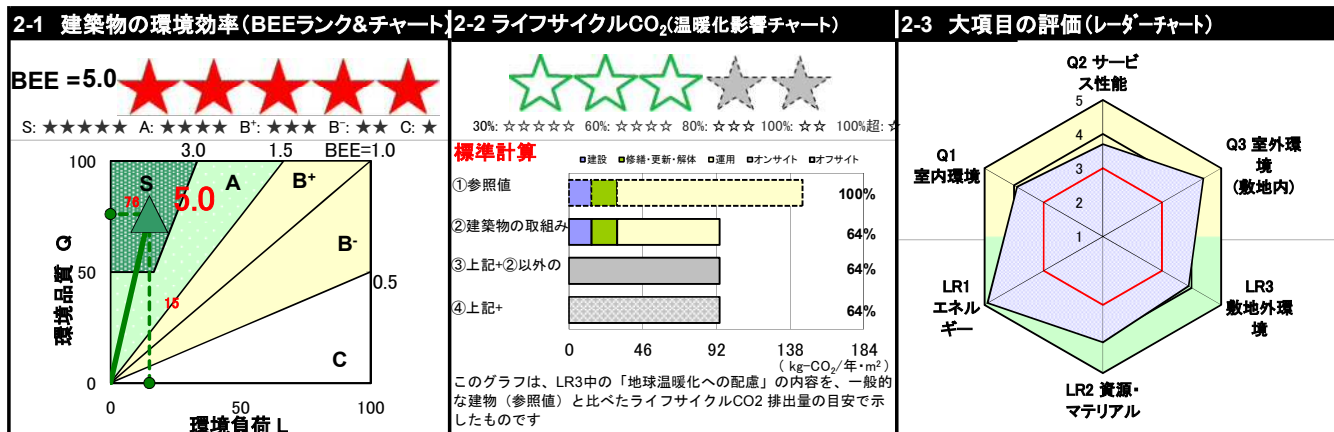 2-1 建築物の環境効率(BEEランク&チャート)
BEE =5.0
S: ★★★★★ A: ★★★★ B⁺: ★★★ B⁻: ★★ C: ★
3.0 1.5 BEE=1.0
100
S
A
B⁺
76
5.0
B⁻
50
0.5
15
C
0
環境品質 Q
0 50 100
環境負荷 L
2-2 ライフサイクルCO₂(温暖化影響チャート)
30%: ☆☆☆☆☆ 60%: ☆☆☆☆ 80%: ☆☆☆ 100%: ☆☆ 100%超: ☆
標準計算
■建設 ■修繕・更新・解体 □運用 ■オンサイト ■オフサイト
①参照値 100%
②建築物の取組み 64%
③上記+②以外の 64%
④上記+ 64%
0 46 92 138 184
( kg-CO₂/年・m²)
このグラフは、LR3中の「地球温暖化への配慮」の内容を、一般的
な建物(参照値)と比べたライフサイクルCO2 排出量の目安で示
したものです
2-3 大項目の評価(レーダーチャート)
Q2 サービ
ス性能
5
4
3
2
1
Q1
室内環境
Q3 室外環
境
(敷地内)
LR1
エネル
ギー
LR3
敷地外環
境
LR2 資源・
マテリアル